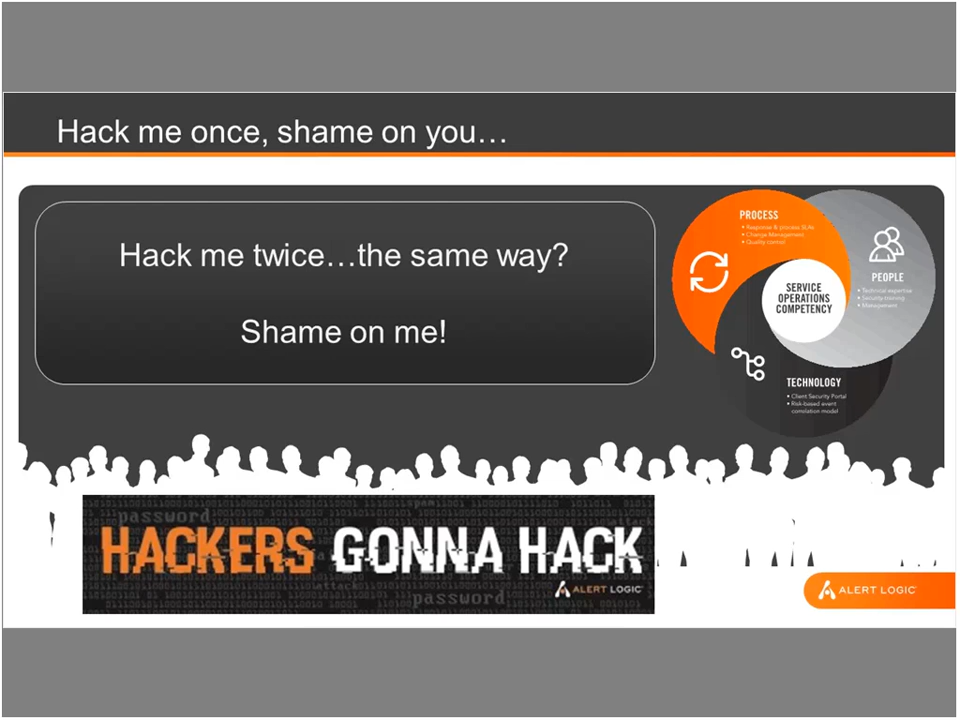 Hack me once, shame on you…
Hack me twice…the same way?
Shame on me!
PROCESS
• Response & process SLAs
• Change Management
• Quality control
PEOPLE
• Technical expertise
• Security training
• Management
SERVICE
OPERATIONS
COMPETENCY
TECHNOLOGY
• Client Security Portal
• Risk-based event
correlation model
password
HACKERS GONNA HACK
ALERT LOGIC
password
ALERT LOGIC